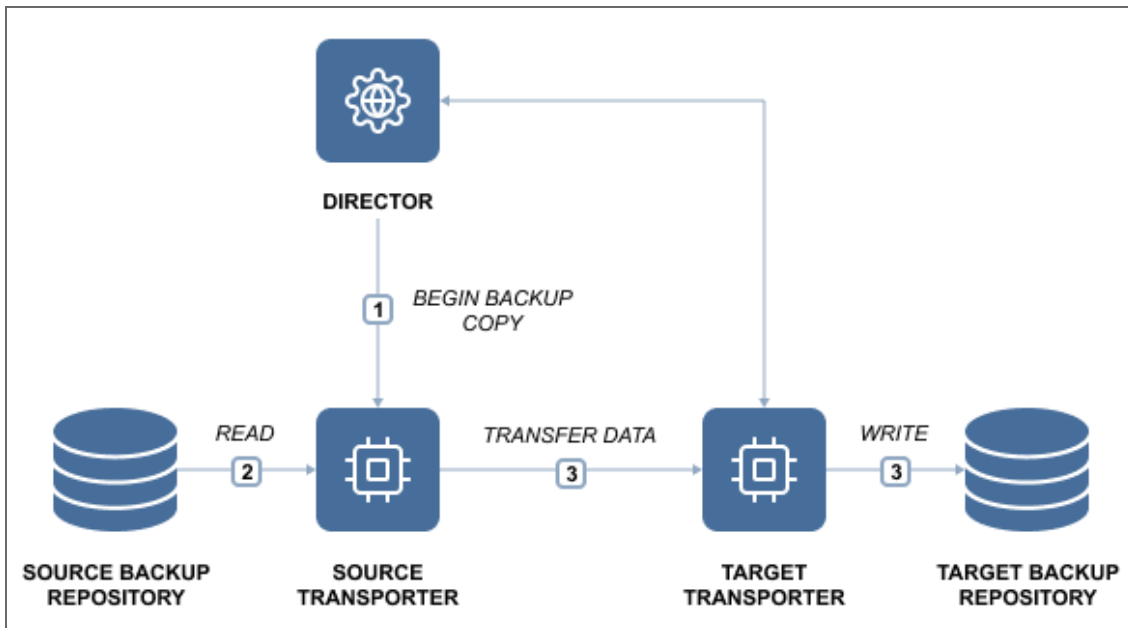 DIRECTOR
1
BEGIN BACKUP
COPY
READ
2
TRANSFER DATA
3
WRITE
3
SOURCE BACKUP
REPOSITORY
SOURCE
TRANSPORTER
TARGET
TRANSPORTER
TARGET BACKUP
REPOSITORY